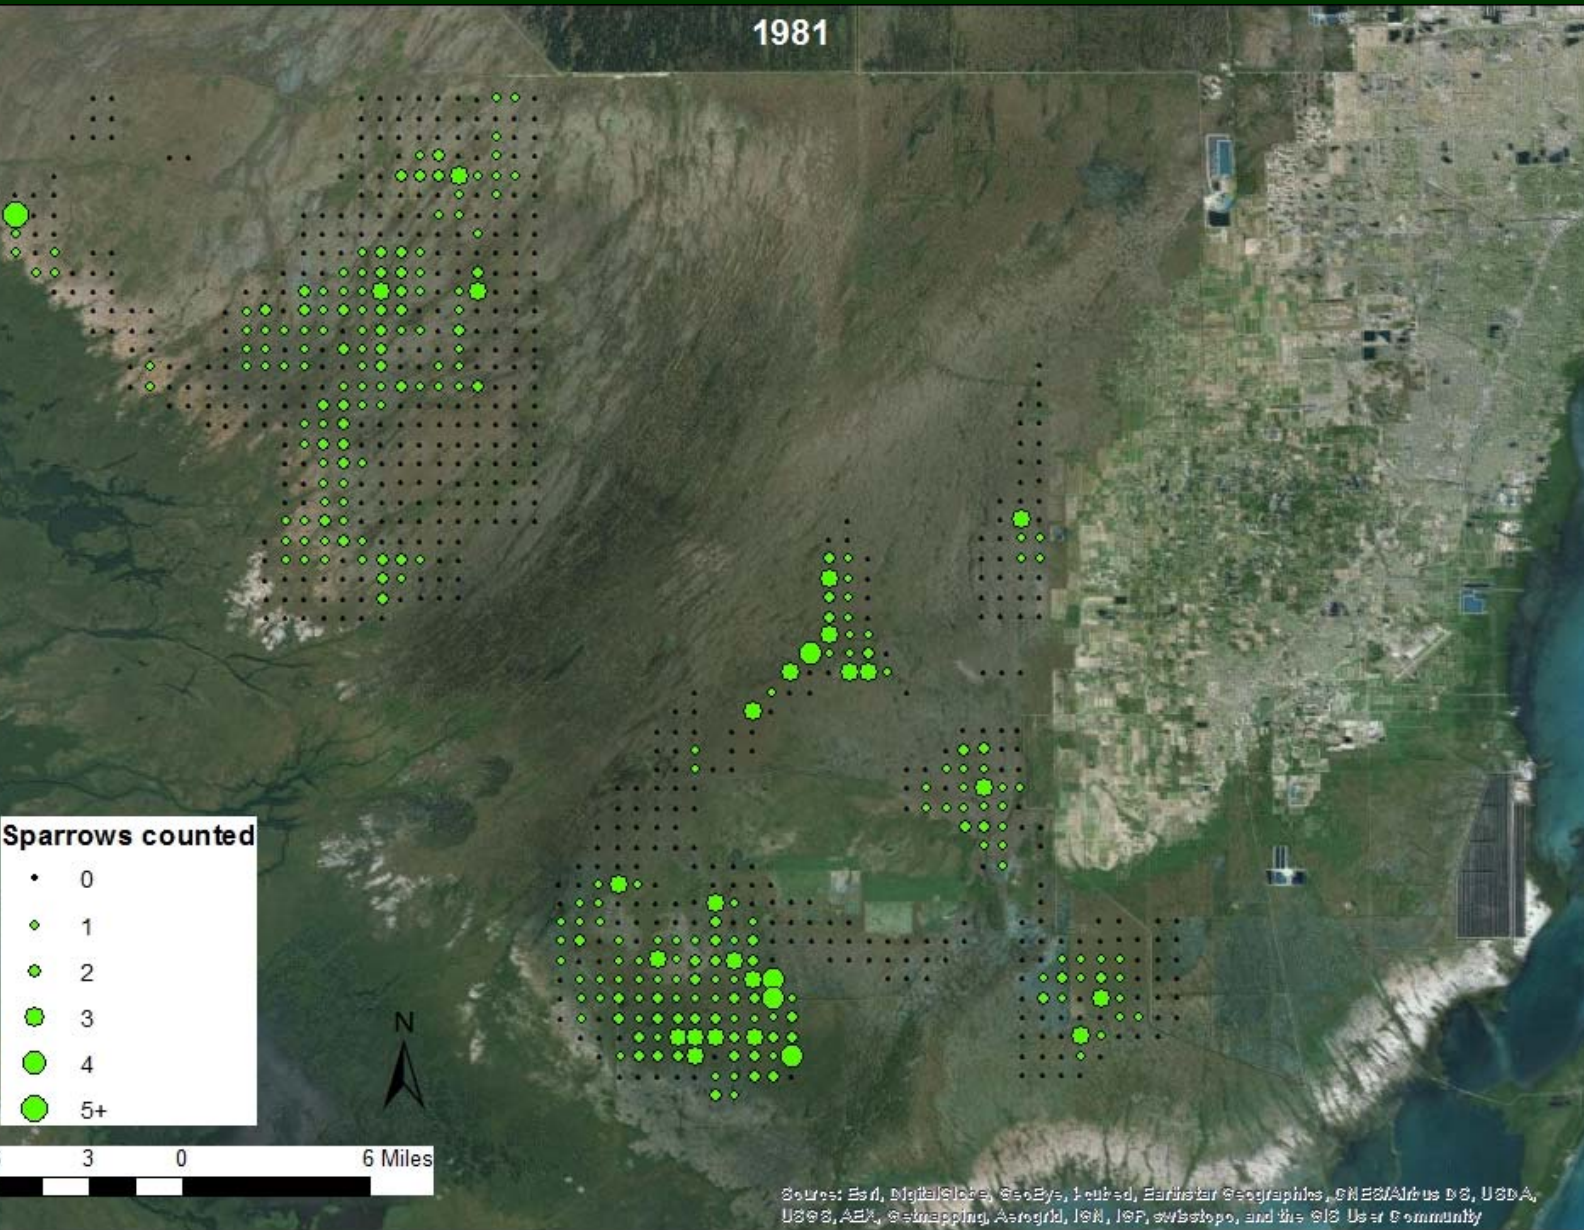 1981
Sparrows counted
0
1
2
3
4
5+
N
3 0 6 Miles
Source: Esri, DigitalGlobe, GeoEye, Earthstar Geographics, CNES/Airbus DS, USDA,
USGS, AEX, Getmapping, Aerogrid, IGN, IGP, swisstopo, and the GIS User Community